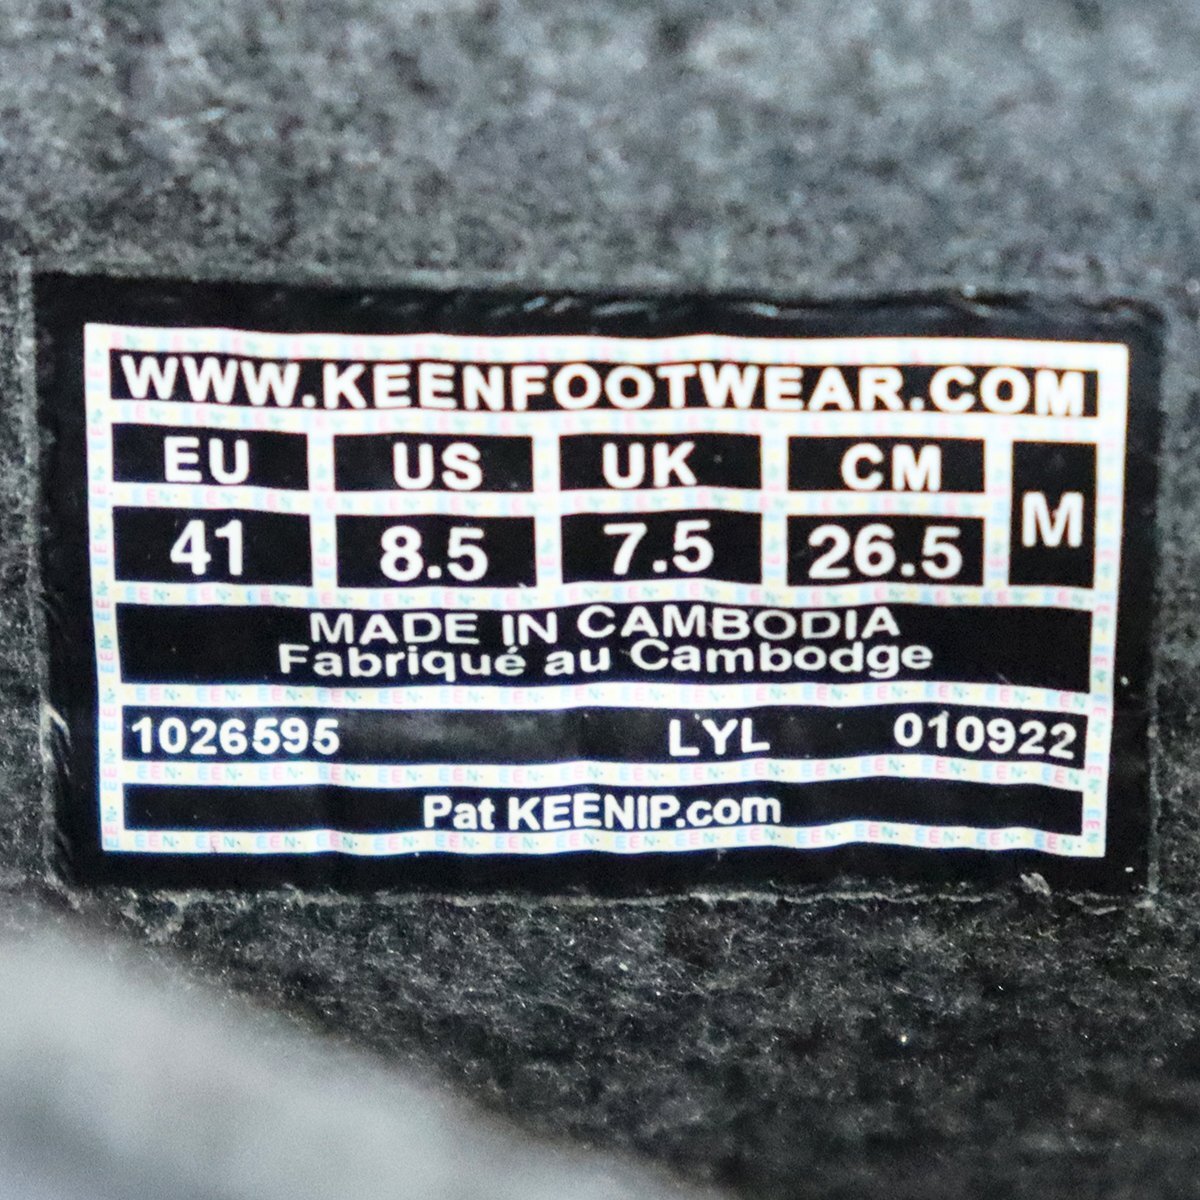 WWW.KEENFOOTWEAR.COM
EU US UK CM M
41 8.5 7.5 26.5
MADE IN CAMBODIA
Fabriqué au Cambodge
1026595 LYL 010922
Pat KEENIP.com